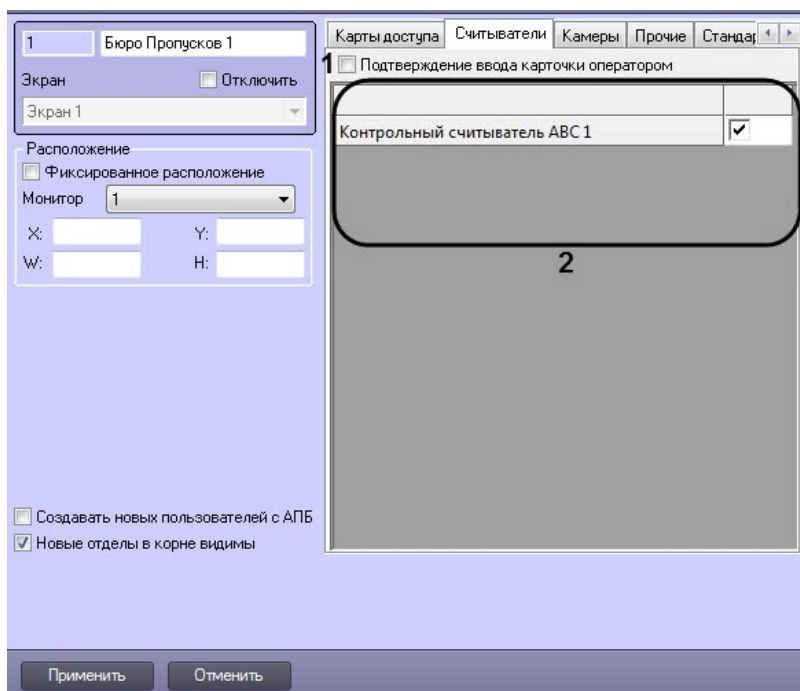 1 Бюро Пропусков 1
Экран Отключить
Экран 1
Расположение
Фиксированное расположение
Монитор 1
X: Y:
W: H:
Создавать новых пользователей с АПБ
Новые отделы в корне видимы
Карты доступа Считыватели Камеры Прочие Стандар
1 Подтверждение ввода карточки оператором
Контрольный считыватель ABC 1
2
Применить Отменить